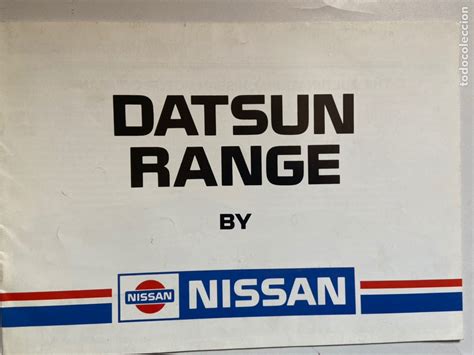 DATSUN
RANGE
BY
NISSAN NISSAN
todocoleccion